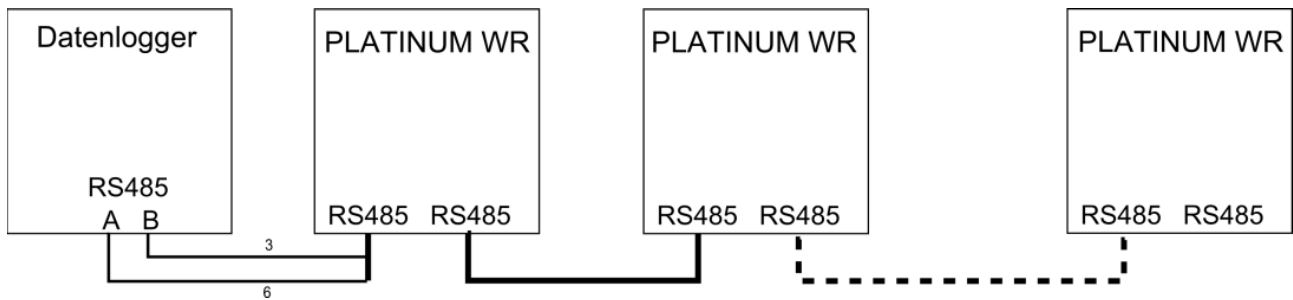 Datenlogger
RS485
A B
3
6
PLATINUM WR
RS485 RS485
PLATINUM WR
RS485 RS485
PLATINUM WR
RS485 RS485